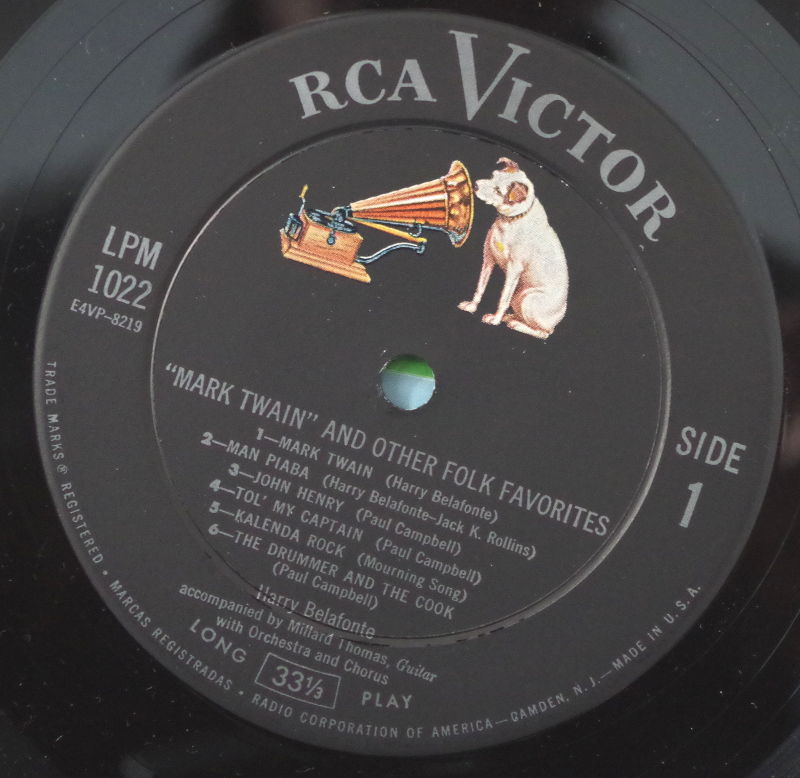 RCA VICTOR
LPM
1022
E4VP-8219
SIDE
1
"MARK TWAIN" AND OTHER FOLK FAVORITES
1—MARK TWAIN (Harry Belafonte)
2—MAN PIABA (Harry Belafonte–Jack K. Rollins)
3—JOHN HENRY (Paul Campbell)
4—TOL' MY CAPTAIN (Paul Campbell)
5—KALENDA ROCK (Mourning Song)
6—THE DRUMMER AND THE COOK
(Paul Campbell)
Harry Belafonte
accompanied by Millard Thomas, Guitar
with Orchestra and Chorus
LONG 33⅓ PLAY
TRADE MARKS ® REGISTERED • MARCAS REGISTRADAS • RADIO CORPORATION OF AMERICA—CAMDEN, N. J.—MADE IN U.S.A.